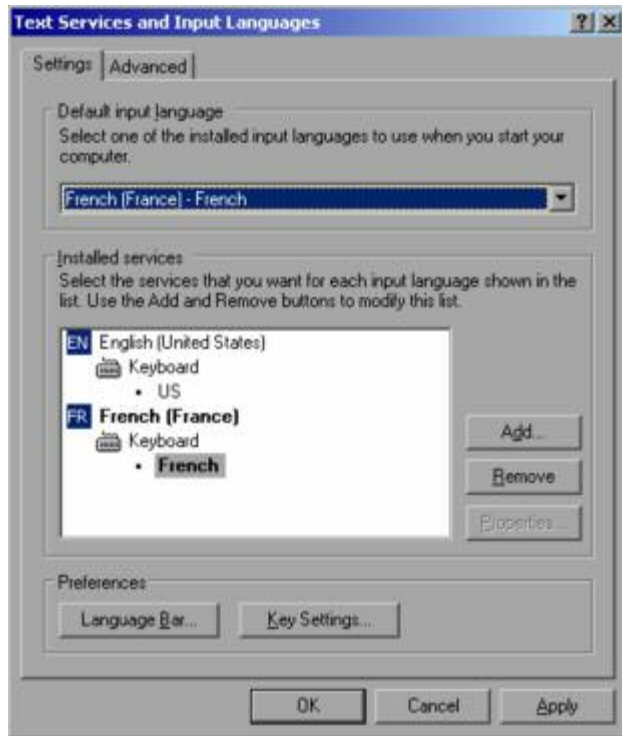 Text Services and Input Languages
Settings
Advanced
Default input language
Select one of the installed input languages to use when you start your
computer.
French (France) - French
Installed services
Select the services that you want for each input language shown in the
list. Use the Add and Remove buttons to modify this list.
EN English (United States)
Keyboard
• US
FR French (France)
Keyboard
• French
Add...
Remove
Properties...
Preferences
Language Bar...
Key Settings...
OK
Cancel
Apply